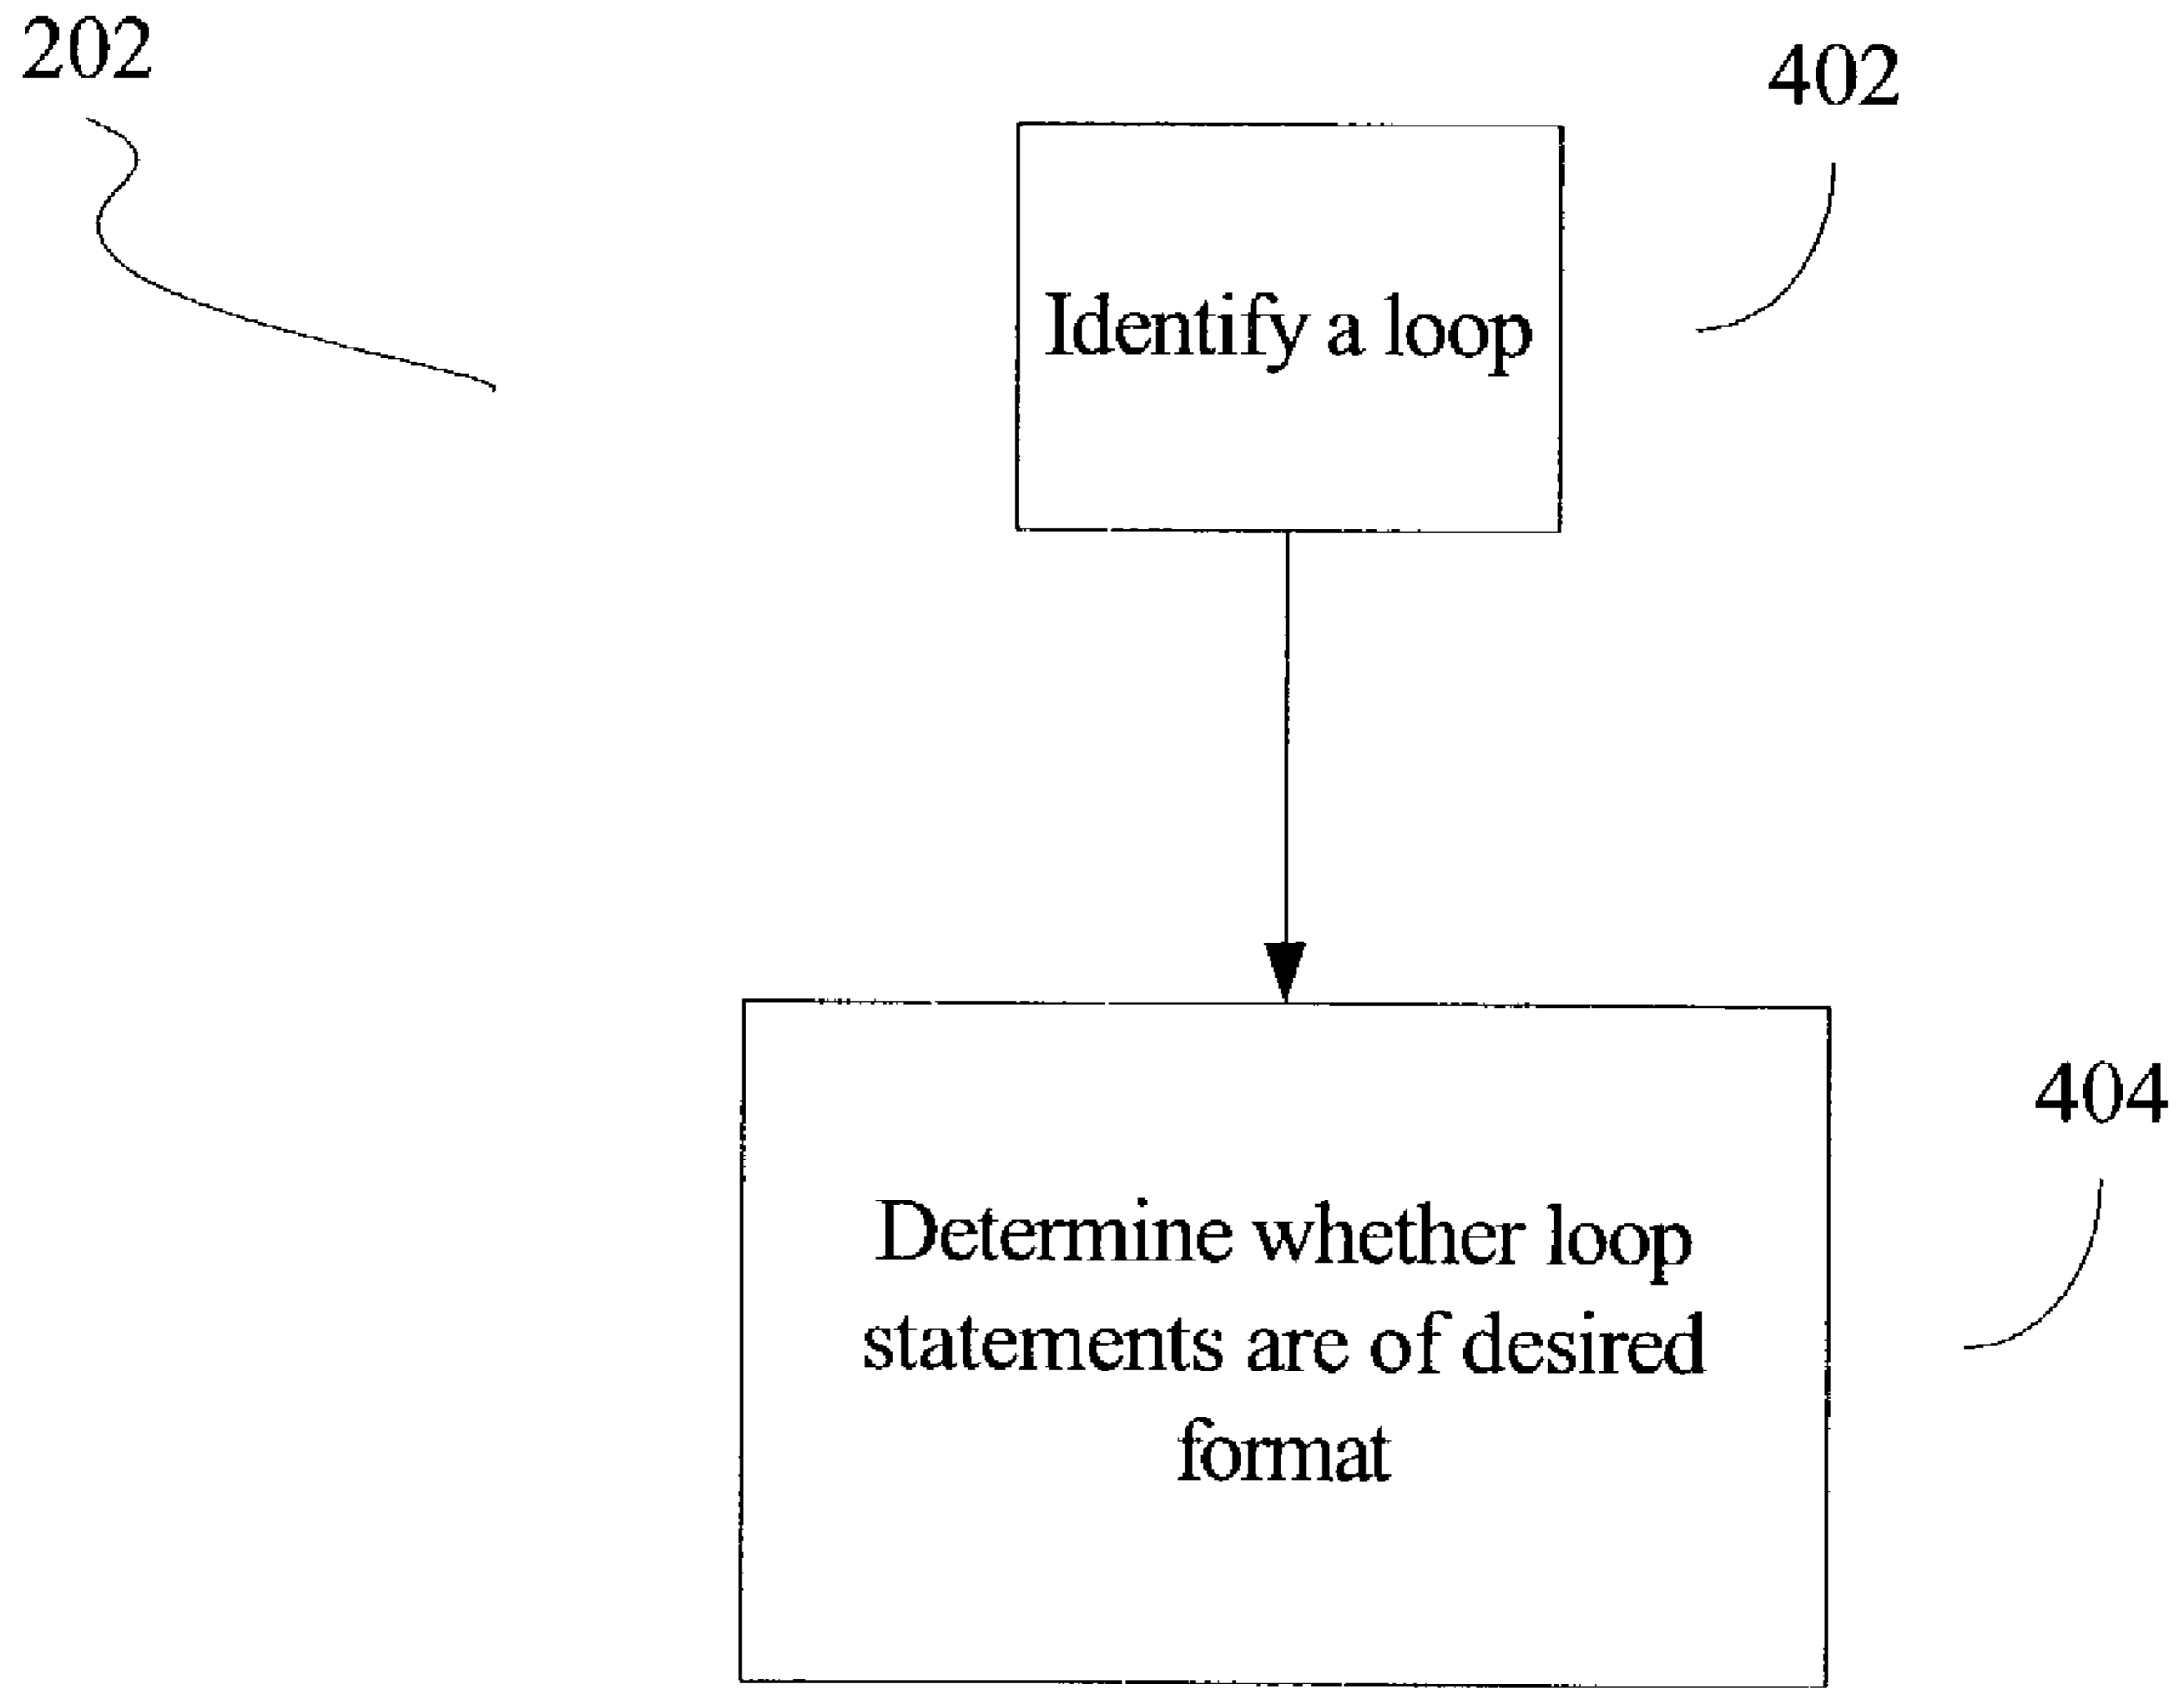 202
402
Identify a loop
404
Determine whether loop
statements are of desired
format